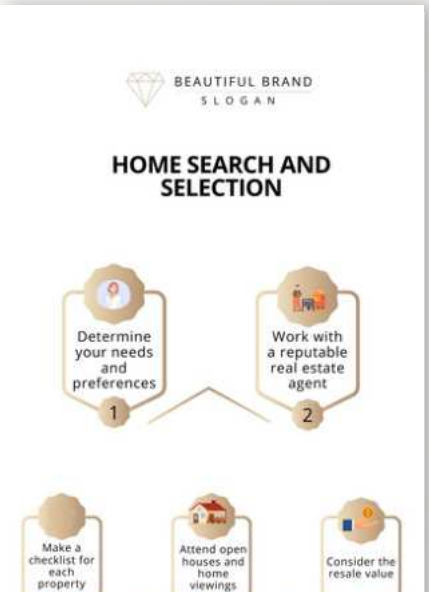 BEAUTIFUL BRAND
SLOGAN
HOME SEARCH AND
SELECTION
Determine
your needs
and
preferences
1
Work with
a reputable
real estate
agent
2
Make a
checklist for
each
property
Attend open
houses and
home
viewings
Consider the
resale value